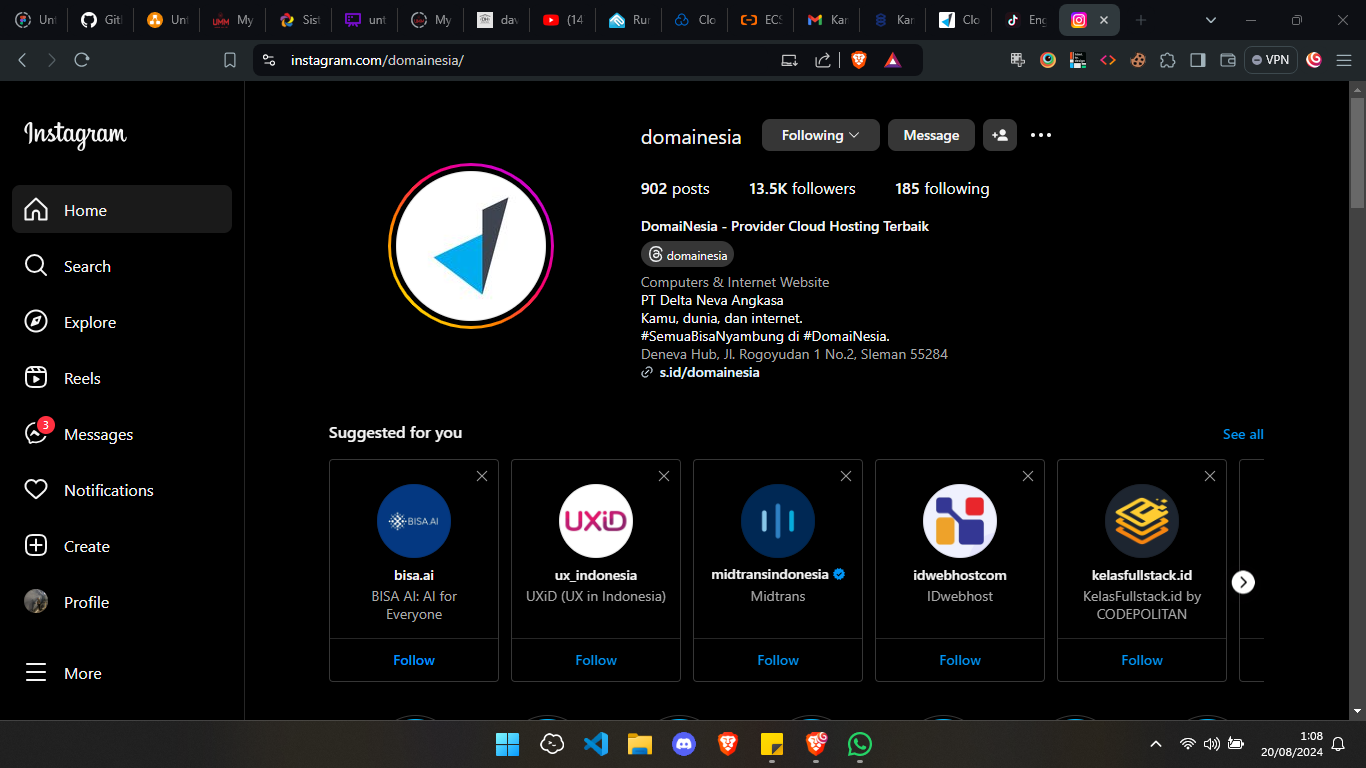 Unt
Gitl
Unt
My
Sist
unt
My
dav
(14
Rur
Clo
ECS
Kar
Kar
Clo
Eng
instagram.com/domainesia/
VPN
Instagram
Home
Search
Explore
Reels
3
Messages
Notifications
Create
Profile
More
domainesia
Following
Message
902 posts
13.5K followers
185 following
DomaiNesia - Provider Cloud Hosting Terbaik
domainesia
Computers & Internet Website
PT Delta Neva Angkasa
Kamu, dunia, dan internet.
#SemuaBisaNyambung di #DomaiNesia.
Deneva Hub, Jl. Rogoyudan 1 No.2, Sleman 55284
s.id/domainesia
Suggested for you
See all
BISA AI
bisa.ai
BISA AI: AI for
Everyone
Follow
UXiD
ux_indonesia
UXiD (UX in Indonesia)
Follow
midtransindonesia
Midtrans
Follow
idwebhostcom
IDwebhost
Follow
kelasfullstack.id
KelasFullstack.id by
CODEPOLITAN
Follow
1:08
20/08/2024